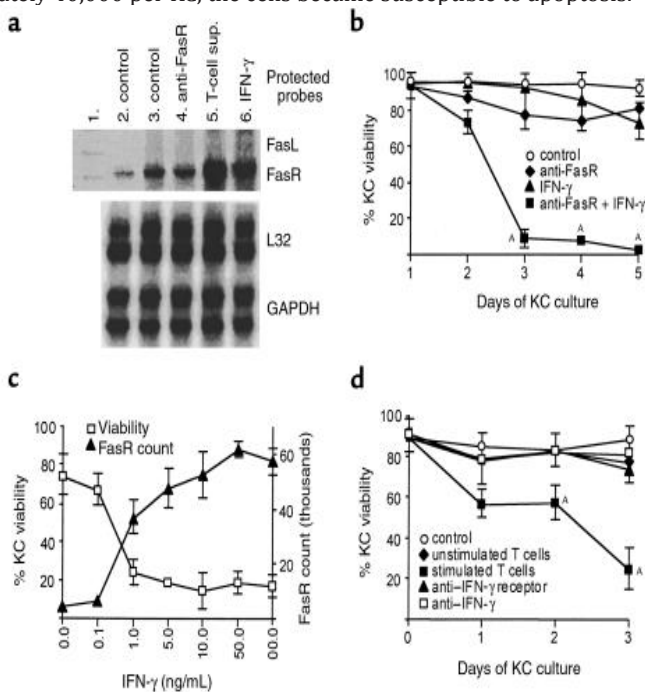 ately 40,000 per KC, the cells became susceptible to apoptosis.
a
1.
2. control
3. control
4. anti-FasR
5. T-cell sup.
6. IFN-γ
Protected
probes
FasL
FasR
L32
GAPDH
b
% KC viability
100
80
60
40
20
control
anti-FasR
IFN-γ
anti-FasR + IFN-γ
A
A
A
1 2 3 4 5
Days of KC culture
c
Viability
FasR count
% KC viability
100
80
60
40
20
FasR count (thousands)
60
40
20
0.0 0.1 1.0 5.0 10.0 50.0 00.0
IFN-γ (ng/mL)
d
% KC viability
100
80
60
40
20
A
A
control
unstimulated T cells
stimulated T cells
anti–IFN-γ receptor
anti–IFN-γ
0 1 2 3
Days of KC culture